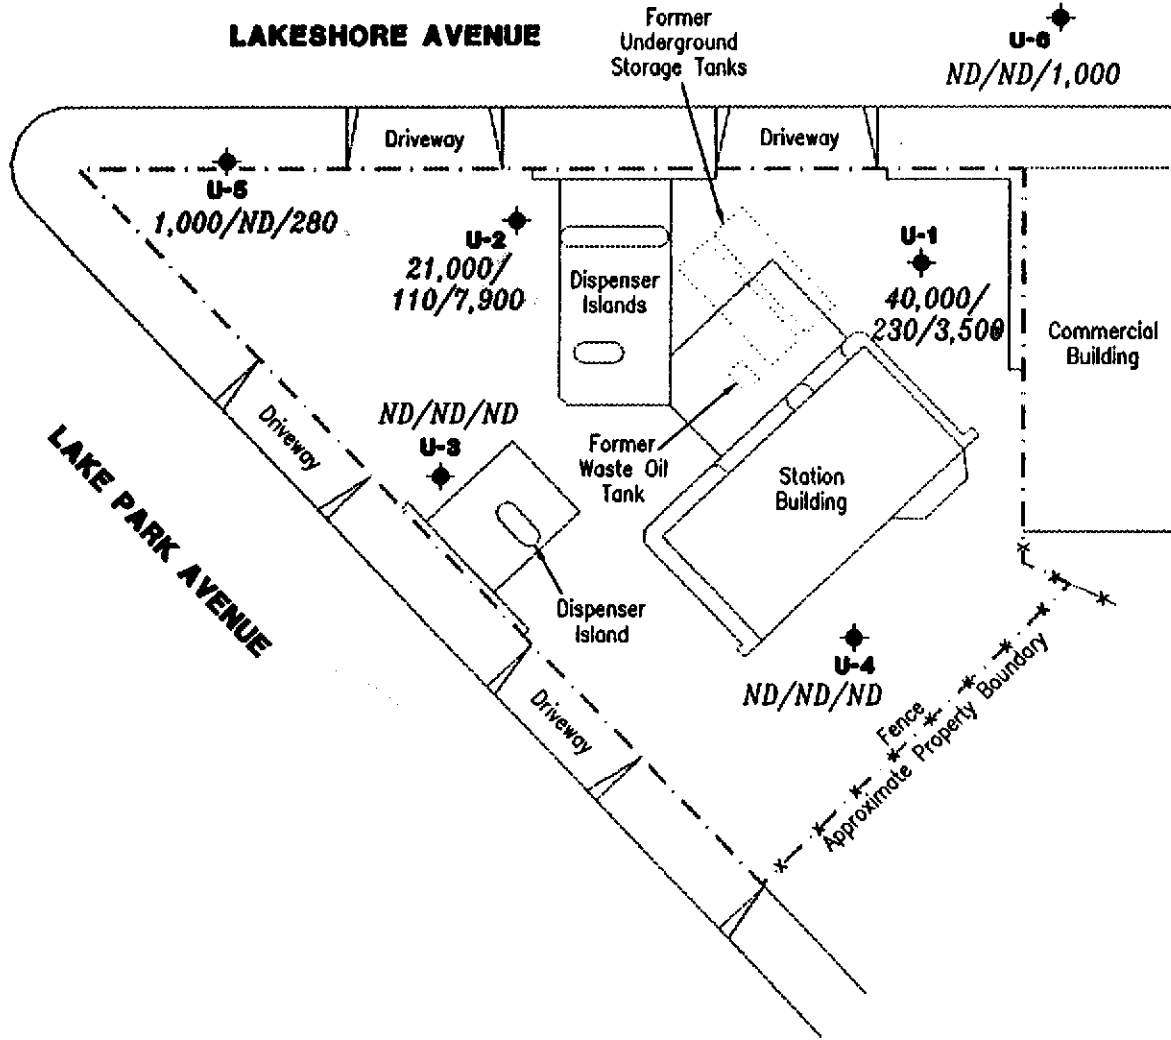 LAKESHORE AVENUE
Former
Underground
Storage Tanks
U-6
ND/ND/1,000
Driveway
Driveway
U-5
1,000/ND/280
U-2
21,000/
110/7,900
Dispenser
Islands
U-1
40,000/
230/3,500
Commercial
Building
Driveway
ND/ND/ND
U-3
Former
Waste Oil
Tank
Station
Building
LAKE PARK AVENUE
Dispenser
Island
U-4
ND/ND/ND
Driveway
Fence
Approximate Property Boundary